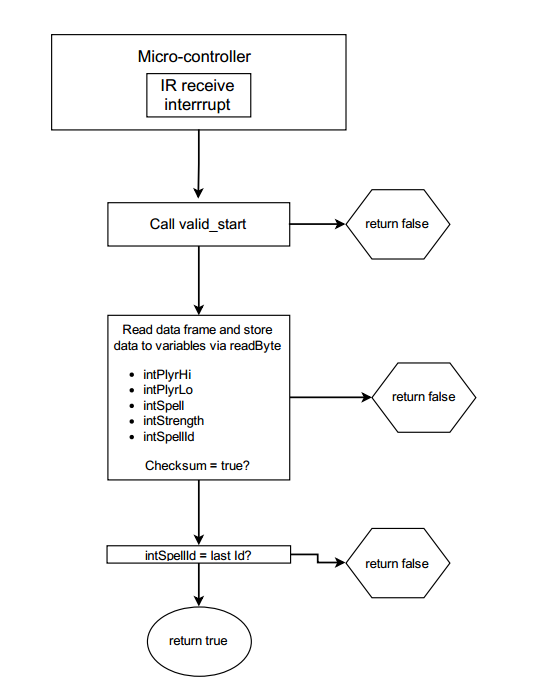 Micro-controller
IR receive
interrrupt
Call valid_start
return false
Read data frame and store
data to variables via readByte
• intPlyrHi
• intPlyrLo
• intSpell
• intStrength
• intSpellId
Checksum = true?
return false
intSpellId = last Id?
return false
return true